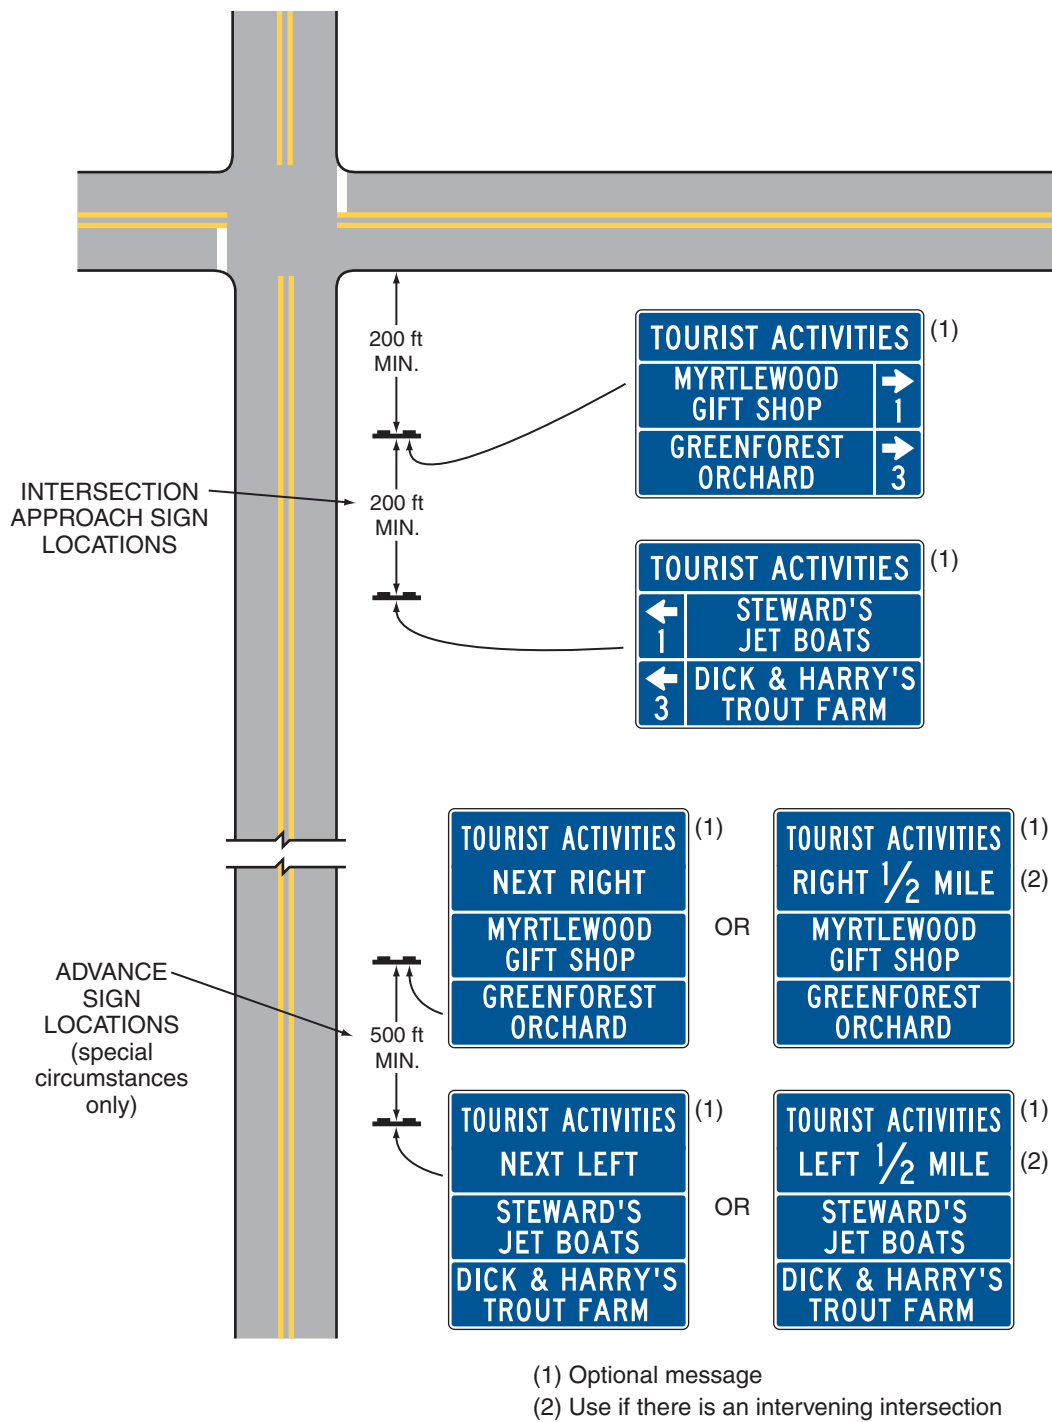 200 ft
MIN.
TOURIST ACTIVITIES (1)
MYRTLEWOOD
GIFT SHOP
1
GREENFOREST
ORCHARD
3
INTERSECTION
APPROACH SIGN
LOCATIONS
200 ft
MIN.
TOURIST ACTIVITIES (1)
1
STEWARD'S
JET BOATS
3
DICK & HARRY'S
TROUT FARM
ADVANCE
SIGN
LOCATIONS
(special
circumstances
only)
500 ft
MIN.
TOURIST ACTIVITIES (1)
NEXT RIGHT
MYRTLEWOOD
GIFT SHOP
GREENFOREST
ORCHARD
OR
TOURIST ACTIVITIES (1)
RIGHT 1/2 MILE (2)
MYRTLEWOOD
GIFT SHOP
GREENFOREST
ORCHARD
TOURIST ACTIVITIES (1)
NEXT LEFT
STEWARD'S
JET BOATS
DICK & HARRY'S
TROUT FARM
OR
TOURIST ACTIVITIES (1)
LEFT 1/2 MILE (2)
STEWARD'S
JET BOATS
DICK & HARRY'S
TROUT FARM
(1) Optional message
(2) Use if there is an intervening intersection